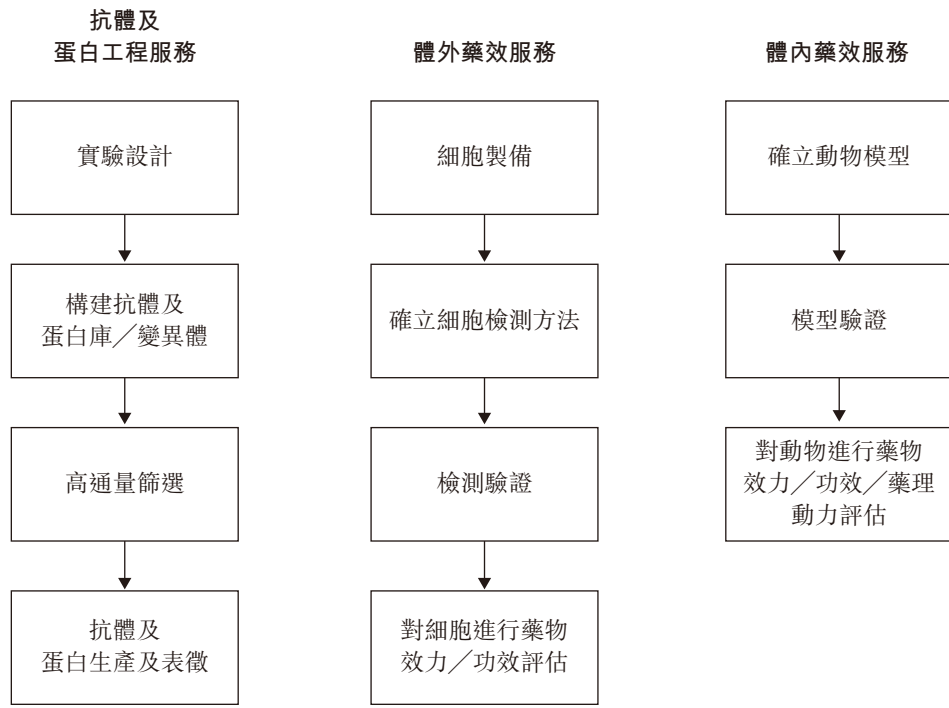 抗體及
蛋白工程服務
實驗設計
構建抗體及
蛋白庫／變異體
高通量篩選
抗體及
蛋白生產及表徵
體外藥效服務
細胞製備
確立細胞檢測方法
檢測驗證
對細胞進行藥物
效力／功效評估
體內藥效服務
確立動物模型
模型驗證
對動物進行藥物
效力／功效／藥理
動力評估